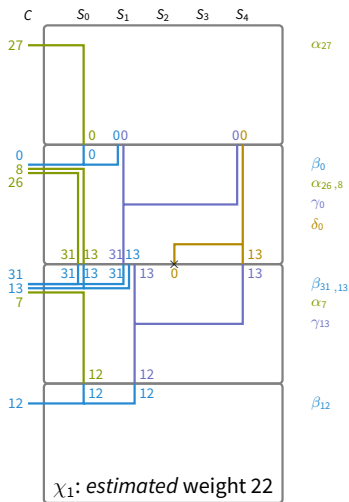 C S₀ S₁ S₂ S₃ S₄
27 α₂₇
0 00 00
0 0 β₀
8 α₂₆,₈
26 γ₀
δ₀
31 13 31 13 13
31 31 13 31 13 0 13 β₃₁,₁₃
13 α₇
7 γ₁₃
12
12 12 12 β₁₂
χ₁: estimated weight 22